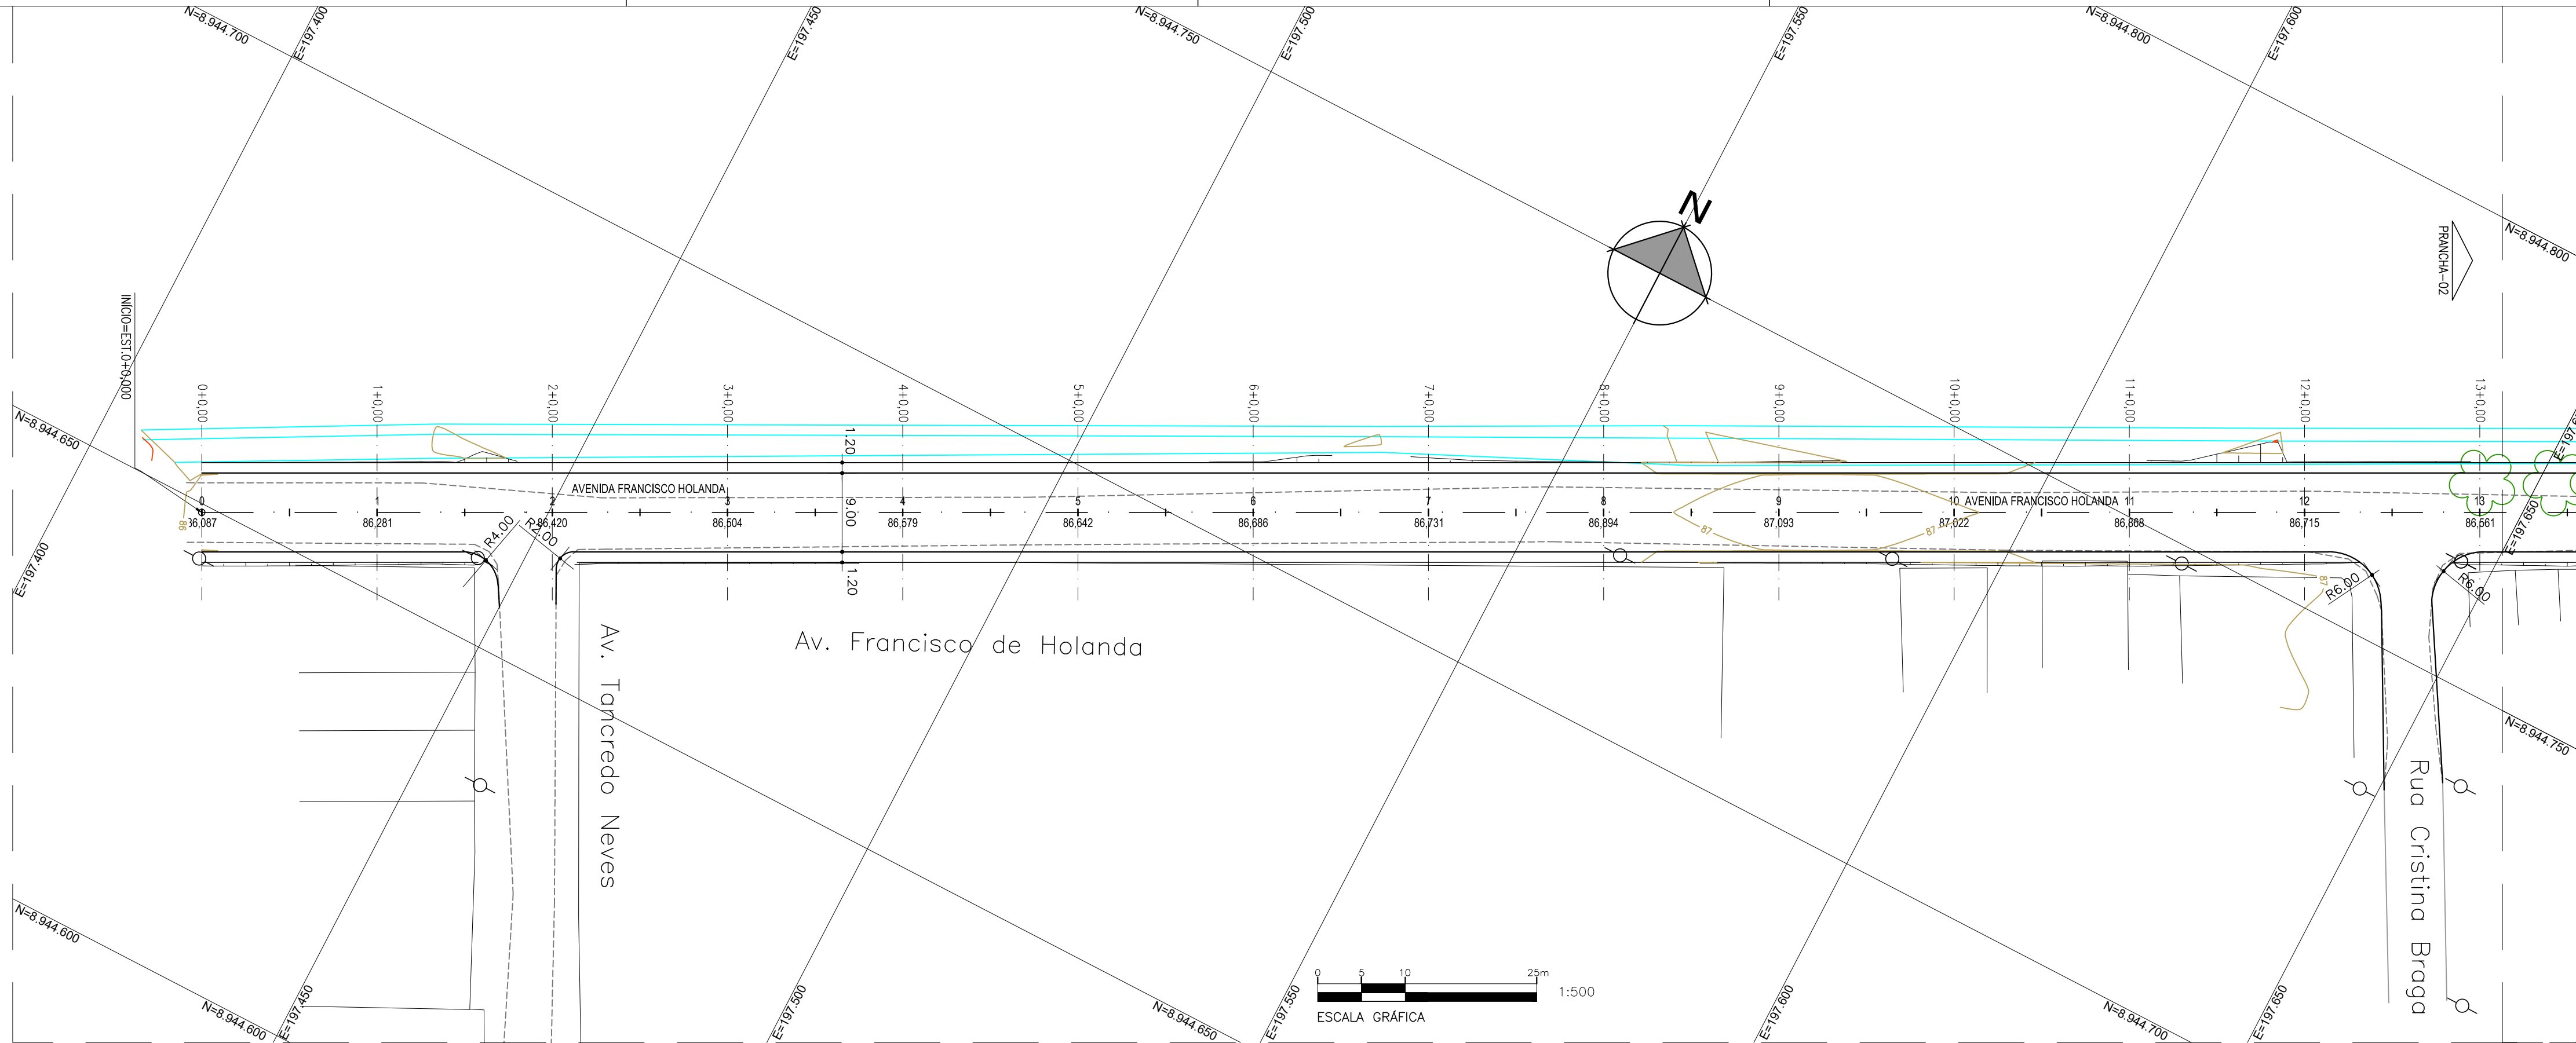 N=8.944.700
E=197.400
E=197.450
N=8.944.750
E=197.500
E=197.550
N=8.944.800
E=197.600
N
PRANCHA-02
N=8.944.800
INÍCIO=EST.0+0,000
0+0,00
1+0,00
2+0,00
3+0,00
4+0,00
5+0,00
6+0,00
7+0,00
8+0,00
9+0,00
10+0,00
11+0,00
12+0,00
13+0,00
N=8.944.650
1.20
AVENIDA FRANCISCO HOLANDA
9.00
AVENIDA FRANCISCO HOLANDA
0
1
2
3
4
5
6
7
8
9
10
11
12
13
86
86,087
86,281
86,420
86,504
86,579
86,642
86,686
86,731
86,894
87,093
87,022
86,868
86,715
86,561
87
87
R4.00
R2.00
1.20
E=197.400
E=197.650
87
R6.00
R6.00
Av. Francisco de Holanda
Av. Tancredo Neves
N=8.944.750
Rua Cristina Braga
N=8.944.600
N=8.944.600
E=197.450
E=197.500
N=8.944.650
E=197.550
0 5 10 25m
1:500
ESCALA GRÁFICA
E=197.600
N=8.944.700
E=197.650